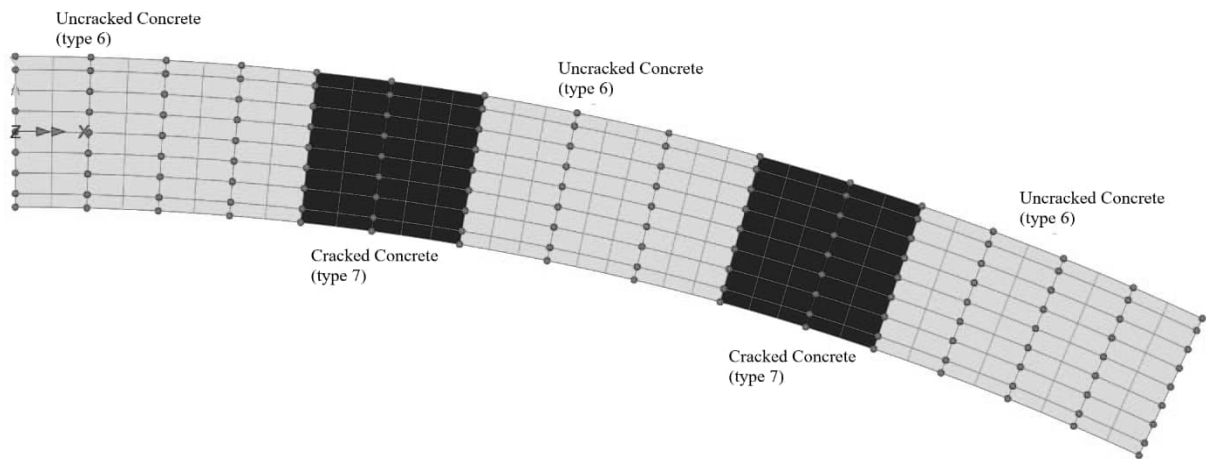 Uncracked Concrete
(type 6)
Uncracked Concrete
(type 6)
Z
X
Uncracked Concrete
(type 6)
Cracked Concrete
(type 7)
Cracked Concrete
(type 7)